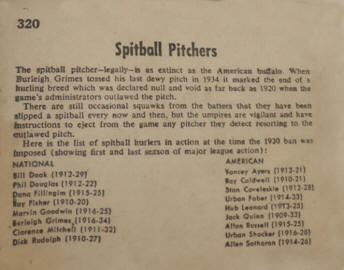 320
Spitball Pitchers
The spitball pitcher—legally—is as extinct as the American buffalo. When
Burleigh Grimes tossed his last dewy pitch in 1934 it marked the end of a
hurling breed which was declared null and void as far back as 1920 when the
game's administrators outlawed the pitch.
There are still occasional squawks from the batters that they have been
slipped a spitball every now and then, but the umpires are vigilant and have
instructions to eject from the game any pitcher they detect resorting to the
outlawed pitch.
Here is the list of spitball hurlers in action at the time the 1920 ban was
imposed (showing first and last season of major league action):
NATIONAL
Bill Doak (1912-29)
Phil Douglas (1912-22)
Dana Fillingim (1915-25)
Ray Fisher (1910-20)
Marvin Goodwin (1916-25)
Burleigh Grimes (1916-34)
Clarence Mitchell (1911-32)
Dick Rudolph (1910-27)
AMERICAN
Yancey Ayers (1913-21)
Ray Caldwell (1910-21)
Stan Coveleskie (1912-28)
Urban Faber (1914-33)
Hub Leonard (1913-25)
Jack Quinn (1909-33)
Allan Russell (1915-25)
Urban Shocker (1916-28)
Allen Sothoron (1914-26)